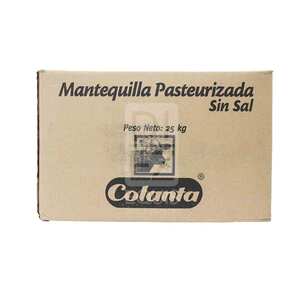 Mantequilla Pasteurizada
Sin Sal
Peso Neto: 25 kg
Colanta ®